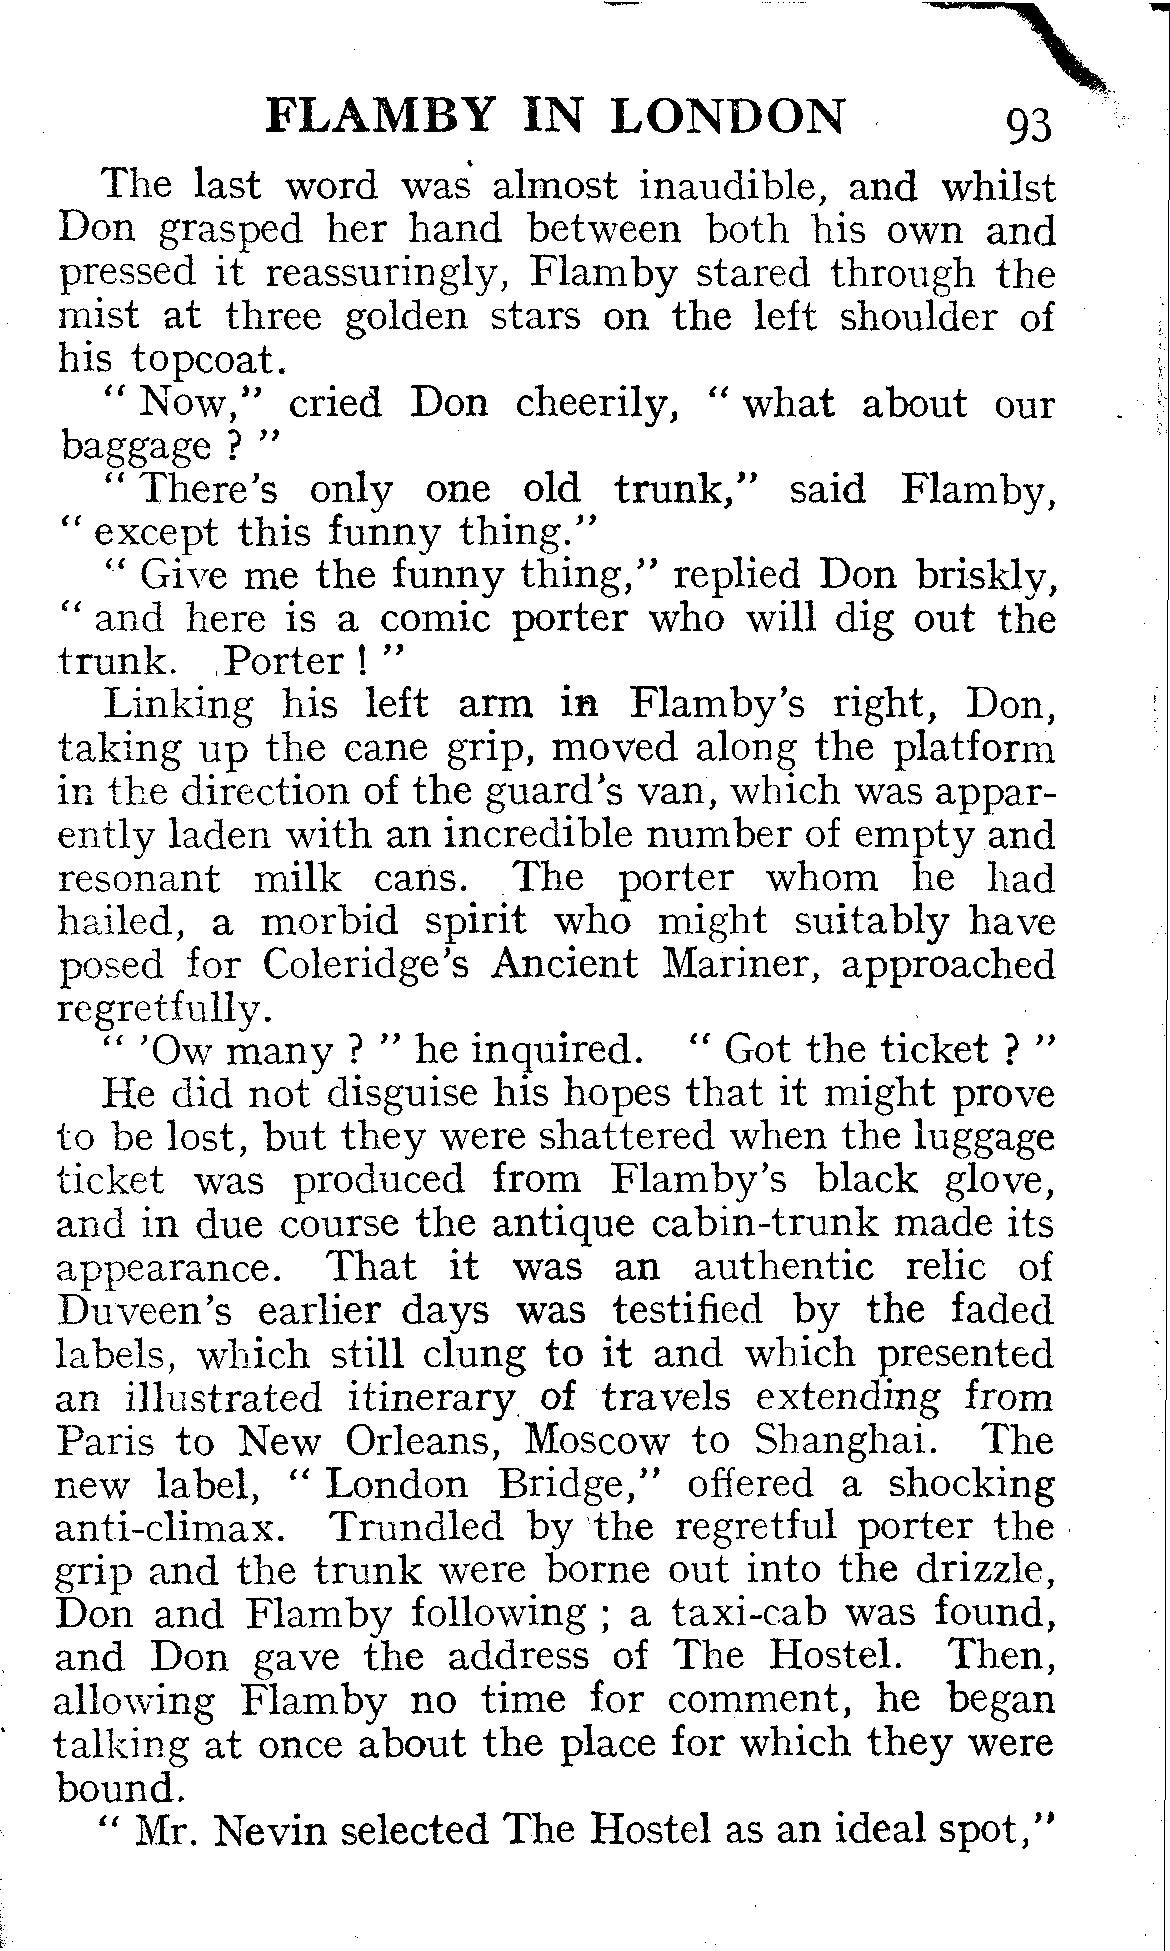 FLAMBY IN LONDON 93
The last word was almost inaudible, and whilst
Don grasped her hand between both his own and
pressed it reassuringly, Flamby stared through the
mist at three golden stars on the left shoulder of
his topcoat.
“ Now,” cried Don cheerily, “ what about our
baggage ? ”
“ There's only one old trunk,” said Flamby,
“ except this funny thing.”
“ Give me the funny thing,” replied Don briskly,
“ and here is a comic porter who will dig out the
trunk. Porter ! ”
Linking his left arm in Flamby's right, Don,
taking up the cane grip, moved along the platform
in the direction of the guard's van, which was appar-
ently laden with an incredible number of empty and
resonant milk cans. The porter whom he had
hailed, a morbid spirit who might suitably have
posed for Coleridge's Ancient Mariner, approached
regretfully.
“ ’Ow many ? ” he inquired. “ Got the ticket ? ”
He did not disguise his hopes that it might prove
to be lost, but they were shattered when the luggage
ticket was produced from Flamby's black glove,
and in due course the antique cabin-trunk made its
appearance. That it was an authentic relic of
Duveen's earlier days was testified by the faded
labels, which still clung to it and which presented
an illustrated itinerary of travels extending from
Paris to New Orleans, Moscow to Shanghai. The
new label, “ London Bridge,” offered a shocking
anti-climax. Trundled by the regretful porter the
grip and the trunk were borne out into the drizzle,
Don and Flamby following ; a taxi-cab was found,
and Don gave the address of The Hostel. Then,
allowing Flamby no time for comment, he began
talking at once about the place for which they were
bound.
“ Mr. Nevin selected The Hostel as an ideal spot,”